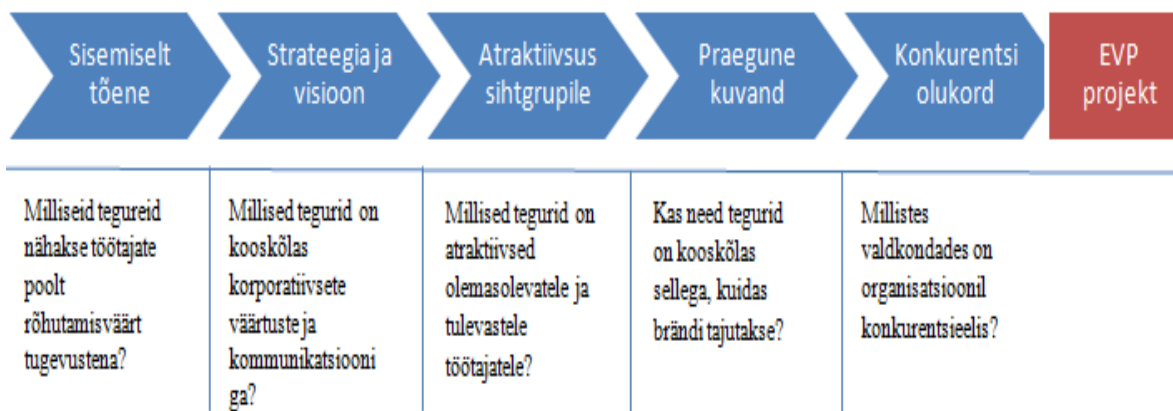 Sisemiselt
tõene
Strateegia ja
visioon
Atraktiivsus
sihtgrupile
Praegune
kuvand
Konkurentsi
olukord
EVP
projekt
Milliseid tegureid
nähakse töötajate
poolt
rõhutamisväärt
tugevustena?
Millised tegurid on
kooskõlas
korporatiivsete
väärtuste ja
kommunikatsiooni
ga?
Millised tegurid on
atraktiivsed
olemasolevatele ja
tulevastele
töötajatele?
Kas need tegurid
on kooskõlas
sellega, kuidas
brändi tajutakse?
Millistes
valdkondades on
organisatsioonil
konkurentsieelis?